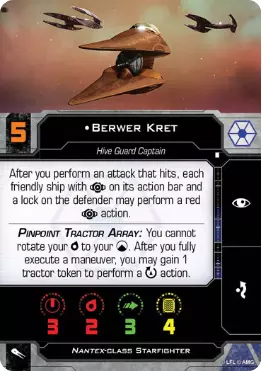 5
• Berwer Kret
Hive Guard Captain
After you perform an attack that hits, each
friendly ship with on its action bar and
a lock on the defender may perform a red
action.
Pinpoint Tractor Array: You cannot
rotate your to your . After you fully
execute a maneuver, you may gain 1
tractor token to perform a action.
3 2 3 4
Nantex-class Starfighter
LFL © AMG